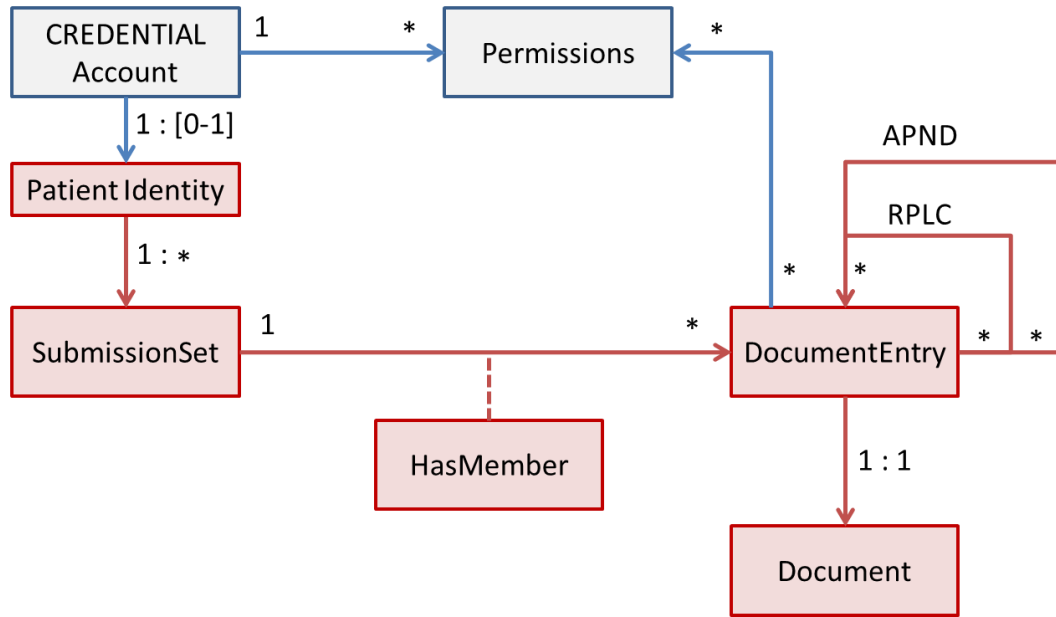 CREDENTIAL
Account
1
*
Permissions
*
1 : [0-1]
APND
Patient Identity
RPLC
1 : *
*
*
SubmissionSet
1
*
DocumentEntry
*
*
HasMember
1 : 1
Document